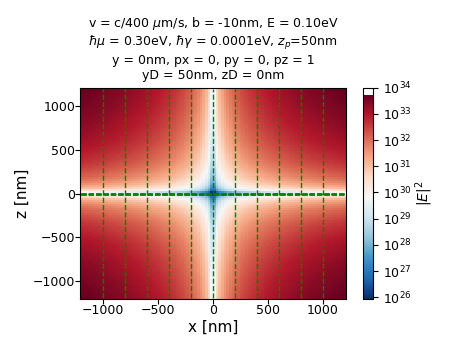 v = c/400 μm/s, b = -10nm, E = 0.10eV
ℏμ = 0.30eV, ℏγ = 0.0001eV, z_p=50nm
y = 0nm, px = 0, py = 0, pz = 1
yD = 50nm, zD = 0nm
1000
500
0
−500
−1000
z [nm]
−1000 −500 0 500 1000
x [nm]
10^34
10^33
10^32
10^31
10^30
10^29
10^28
10^27
10^26
|E|^2